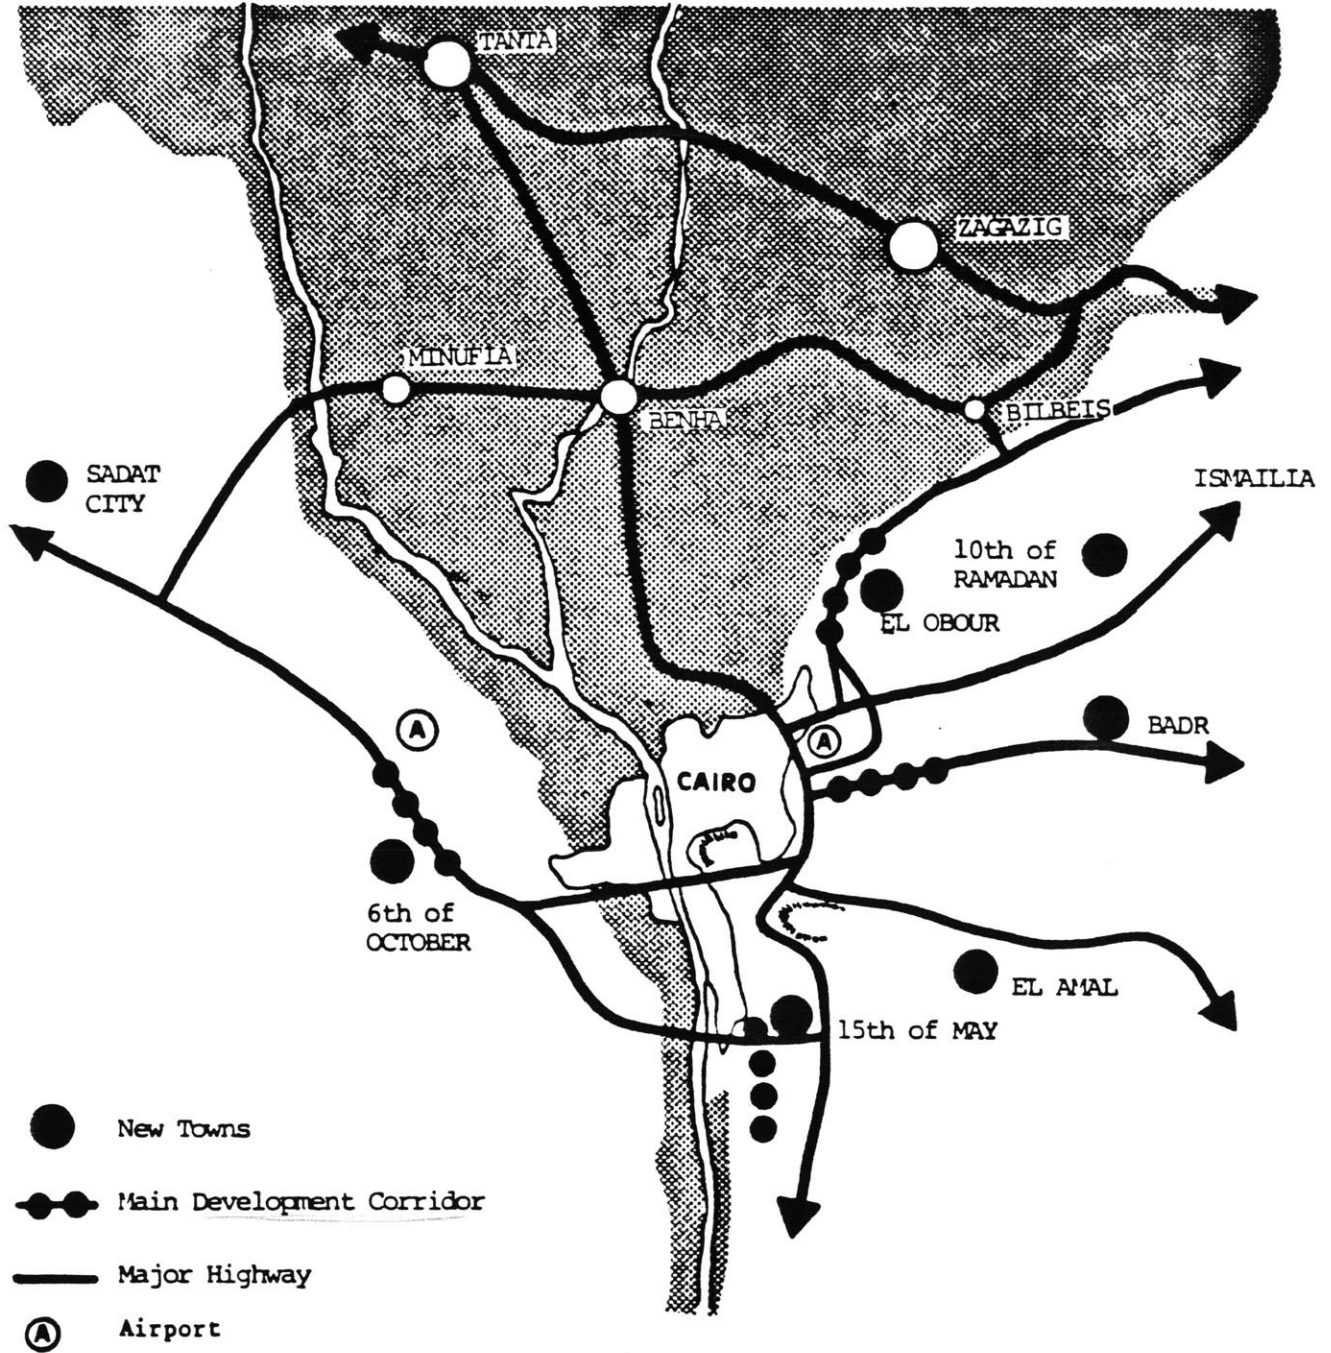 TANTA
ZAGAZIG
MINUFIA
BENHA
BILBEIS
SADAT
CITY
ISMAILIA
10th of
RAMADAN
EL OBOUR
A
BADR
A
CAIRO
6th of
OCTOBER
EL AMAL
15th of MAY
New Towns
Main Development Corridor
Major Highway
A Airport